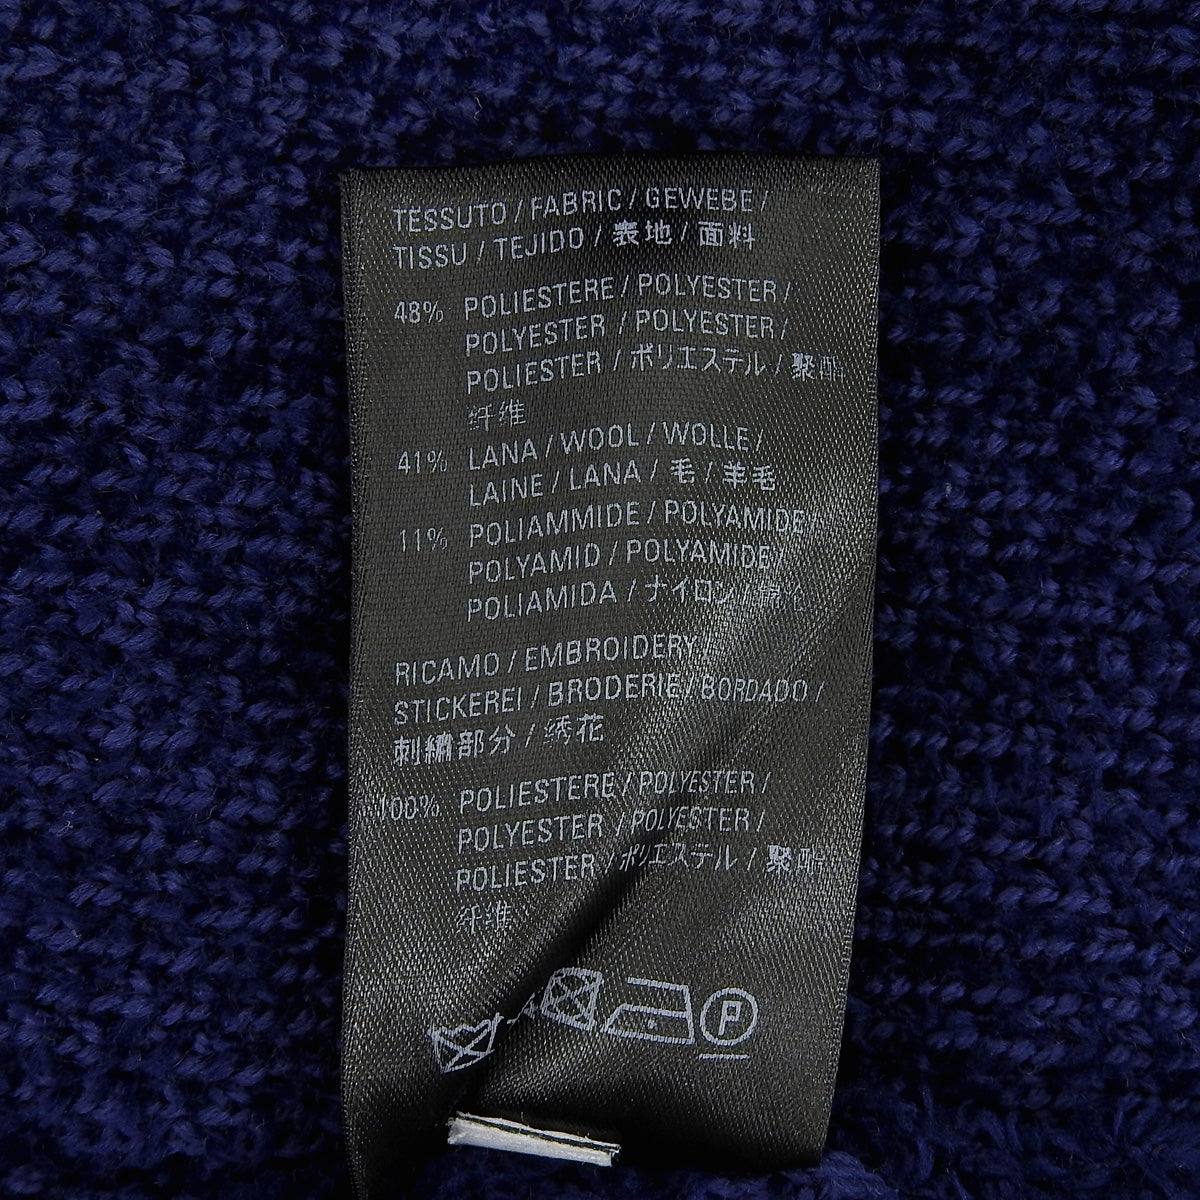 TESSUTO / FABRIC / GEWEBE /
TISSU / TEJIDO / 表地 / 面料
48% POLIESTERE / POLYESTER /
POLYESTER / POLYESTER /
POLIESTER / ポリエステル / 聚酯
纤维
41% LANA / WOOL / WOLLE /
LAINE / LANA / 毛 / 羊毛
11% POLIAMMIDE / POLYAMIDE /
POLYAMID / POLYAMIDE /
POLIAMIDA / ナイロン /
RICAMO / EMBROIDERY /
STICKEREI / BRODERIE / BORDADO /
刺繍部分 / 绣花
100% POLIESTERE / POLYESTER /
POLYESTER / POLYESTER /
POLIESTER / ポリエステル / 聚酯
纤维
P